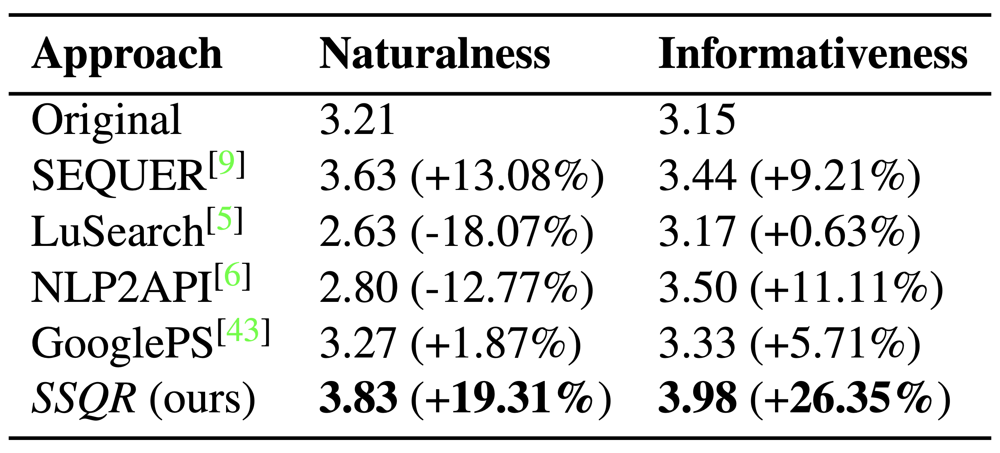 Approach Naturalness Informativeness
Original 3.21 3.15
SEQUER[9] 3.63 (+13.08%) 3.44 (+9.21%)
LuSearch[5] 2.63 (-18.07%) 3.17 (+0.63%)
NLP2API[6] 2.80 (-12.77%) 3.50 (+11.11%)
GooglePS[43] 3.27 (+1.87%) 3.33 (+5.71%)
SSQR (ours) 3.83 (+19.31%) 3.98 (+26.35%)